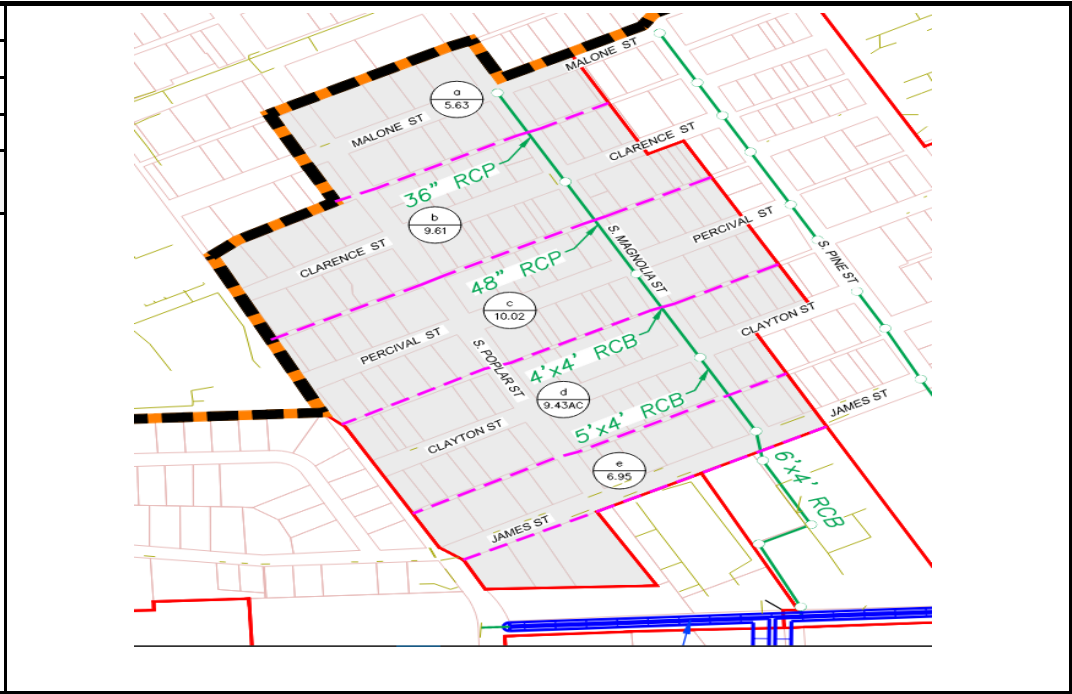 MALONE ST
a
5.63
MALONE ST
CLARENCE ST
36" RCP
b
9.61
PERCIVAL ST
S. MAGNOLIA ST
S. PINE ST
CLARENCE ST
48" RCP
c
10.02
CLAYTON ST
PERCIVAL ST
S. POPLAR ST
4'x4' RCB
d
9.43AC
JAMES ST
5'x4' RCB
CLAYTON ST
e
6.95
6'x4' RCB
JAMES ST